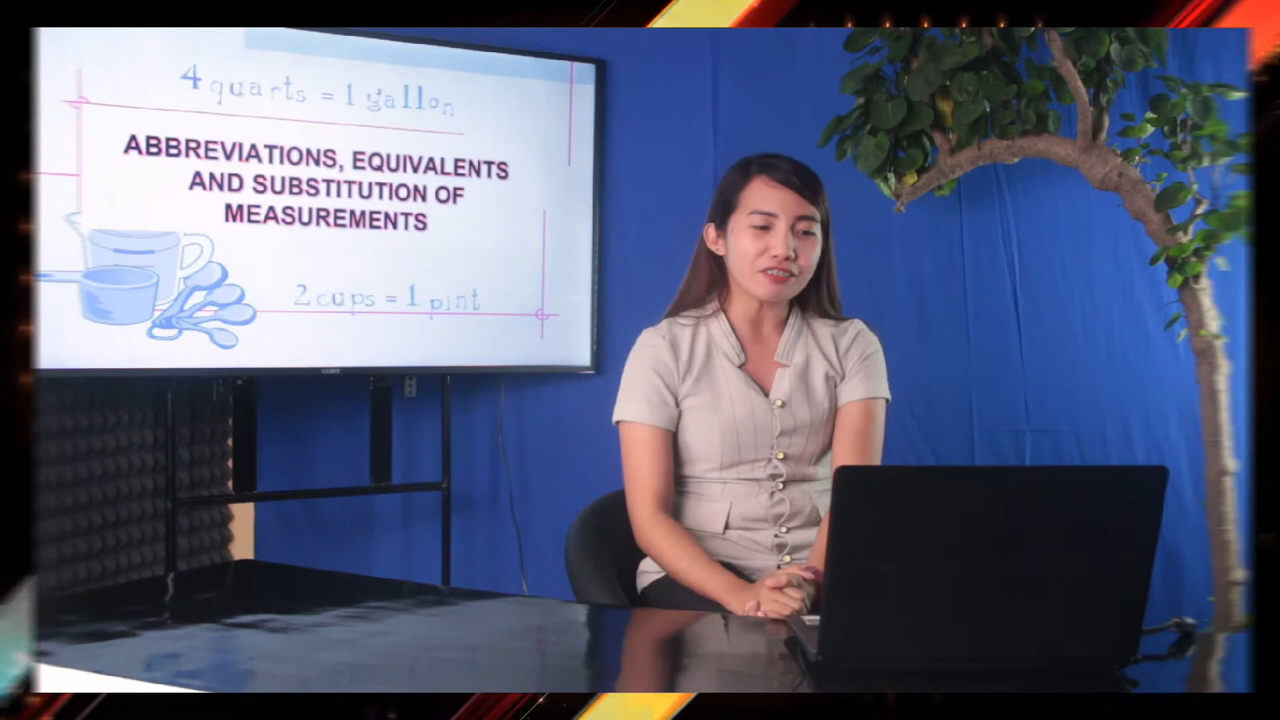 4 quarts = 1 gallon
ABBREVIATIONS, EQUIVALENTS
AND SUBSTITUTION OF
MEASUREMENTS
2 cups = 1 pint